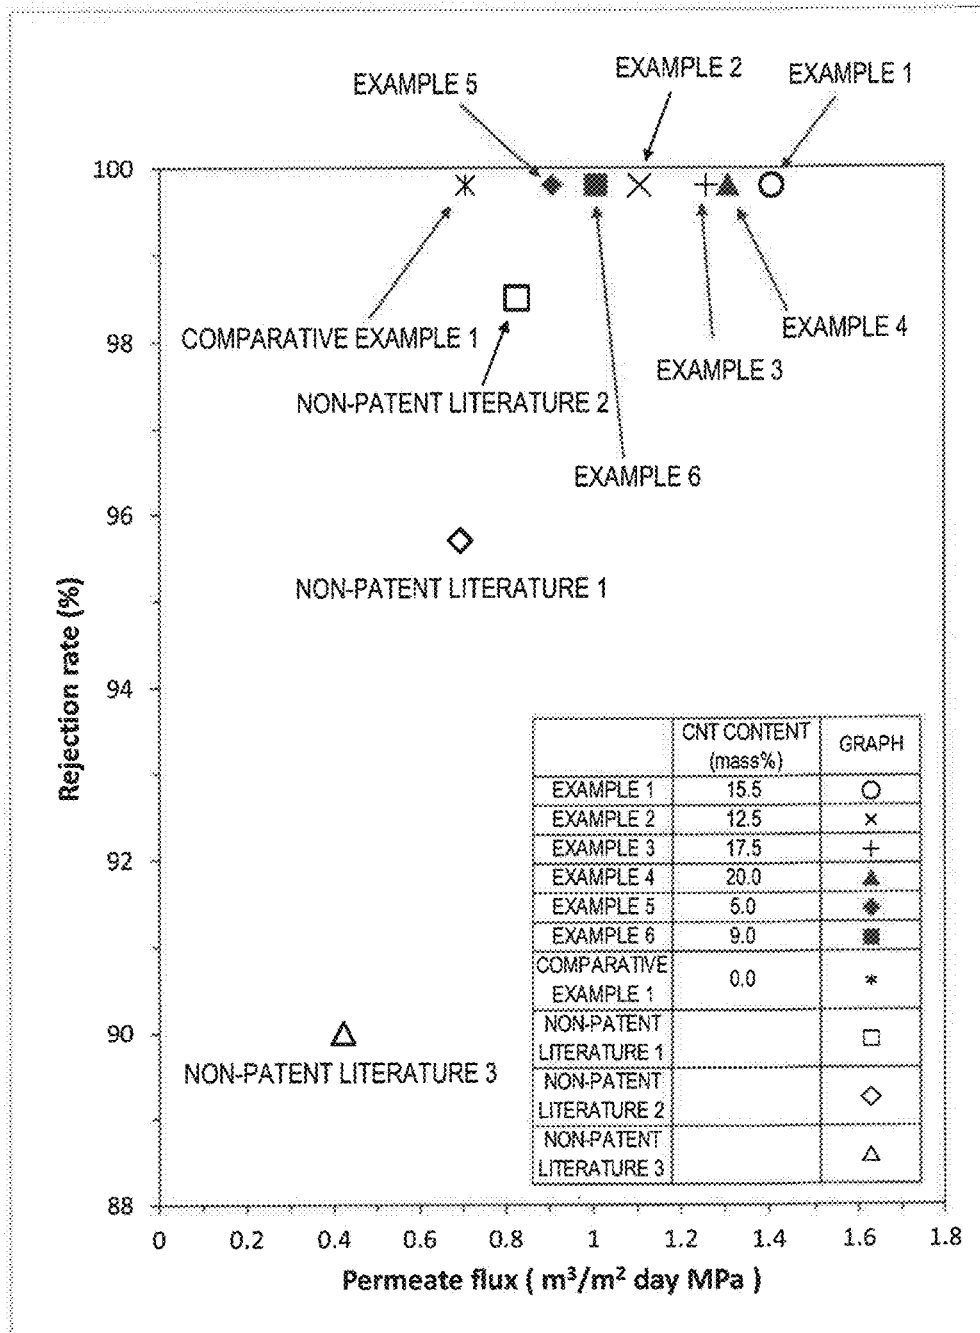 EXAMPLE 2
EXAMPLE 1
EXAMPLE 5
100
COMPARATIVE EXAMPLE 1
EXAMPLE 4
98
EXAMPLE 3
NON-PATENT LITERATURE 2
EXAMPLE 6
96
NON-PATENT LITERATURE 1
Rejection rate (%)
94
92
90
NON-PATENT LITERATURE 3
88
CNT CONTENT
(mass%)
GRAPH
EXAMPLE 1 15.5
EXAMPLE 2 12.5
EXAMPLE 3 17.5
EXAMPLE 4 20.0
EXAMPLE 5 5.0
EXAMPLE 6 9.0
COMPARATIVE
EXAMPLE 1
0.0
NON-PATENT
LITERATURE 1
NON-PATENT
LITERATURE 2
NON-PATENT
LITERATURE 3
0 0.2 0.4 0.6 0.8 1 1.2 1.4 1.6 1.8
Permeate flux ( m³/m² day MPa )